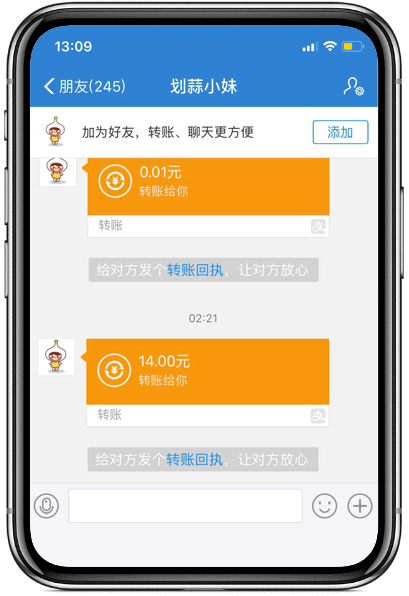 13:09
朋友(245)
划蒜小妹
加为好友，转账、聊天更方便
添加
0.01元
转账给你
转账
给对方发个转账回执，让对方放心
02:21
14.00元
转账给你
转账
给对方发个转账回执，让对方放心